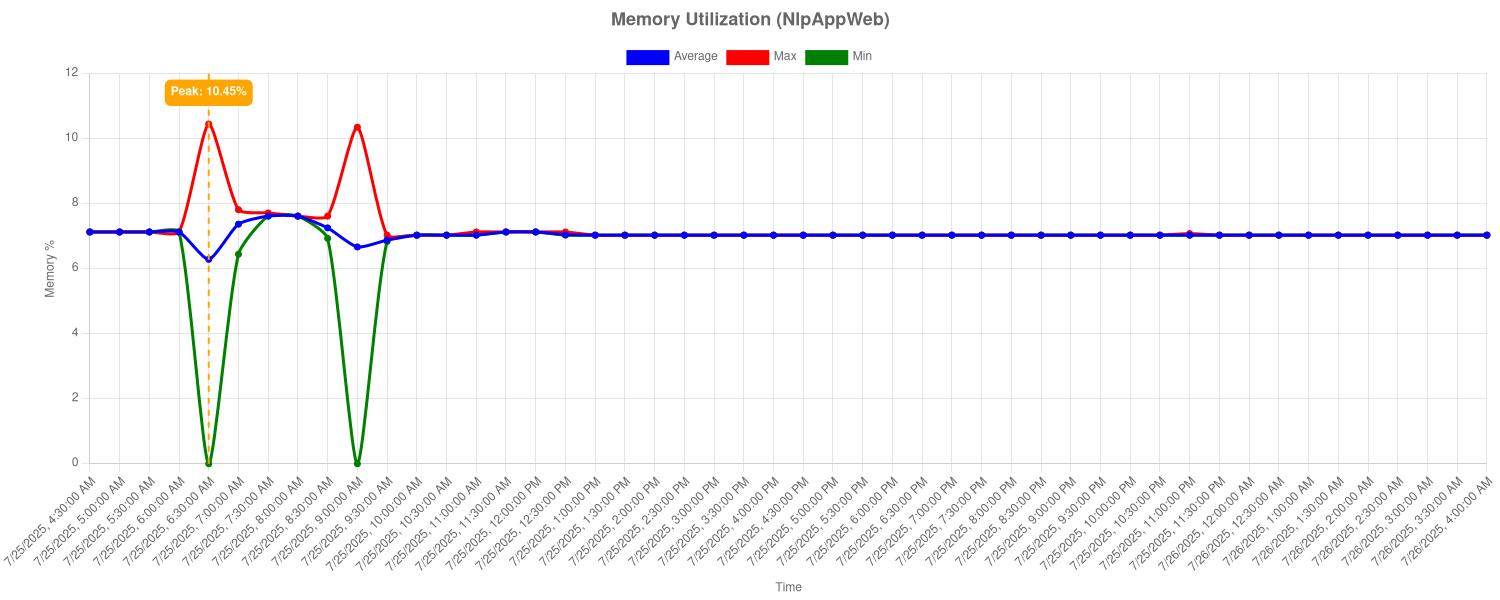 Memory Utilization (NlpAppWeb)
Average Max Min
12
Peak: 10.45%
10
8
6
4
2
0
Memory %
7/25/2025, 4:30:00 AM
7/25/2025, 5:00:00 AM
7/25/2025, 5:30:00 AM
7/25/2025, 6:00:00 AM
7/25/2025, 6:30:00 AM
7/25/2025, 7:00:00 AM
7/25/2025, 7:30:00 AM
7/25/2025, 8:00:00 AM
7/25/2025, 8:30:00 AM
7/25/2025, 9:00:00 AM
7/25/2025, 9:30:00 AM
7/25/2025, 10:00:00 AM
7/25/2025, 10:30:00 AM
7/25/2025, 11:00:00 AM
7/25/2025, 11:30:00 AM
7/25/2025, 12:00:00 PM
7/25/2025, 12:30:00 PM
7/25/2025, 1:00:00 PM
7/25/2025, 1:30:00 PM
7/25/2025, 2:00:00 PM
7/25/2025, 2:30:00 PM
7/25/2025, 3:00:00 PM
7/25/2025, 3:30:00 PM
7/25/2025, 4:00:00 PM
7/25/2025, 4:30:00 PM
7/25/2025, 5:00:00 PM
7/25/2025, 5:30:00 PM
7/25/2025, 6:00:00 PM
7/25/2025, 6:30:00 PM
7/25/2025, 7:00:00 PM
7/25/2025, 7:30:00 PM
7/25/2025, 8:00:00 PM
7/25/2025, 8:30:00 PM
7/25/2025, 9:00:00 PM
7/25/2025, 9:30:00 PM
7/25/2025, 10:00:00 PM
7/25/2025, 10:30:00 PM
7/25/2025, 11:00:00 PM
7/25/2025, 11:30:00 PM
7/26/2025, 12:00:00 AM
7/26/2025, 12:30:00 AM
7/26/2025, 1:00:00 AM
7/26/2025, 1:30:00 AM
7/26/2025, 2:00:00 AM
7/26/2025, 2:30:00 AM
7/26/2025, 3:00:00 AM
7/26/2025, 3:30:00 AM
7/26/2025, 4:00:00 AM
Time